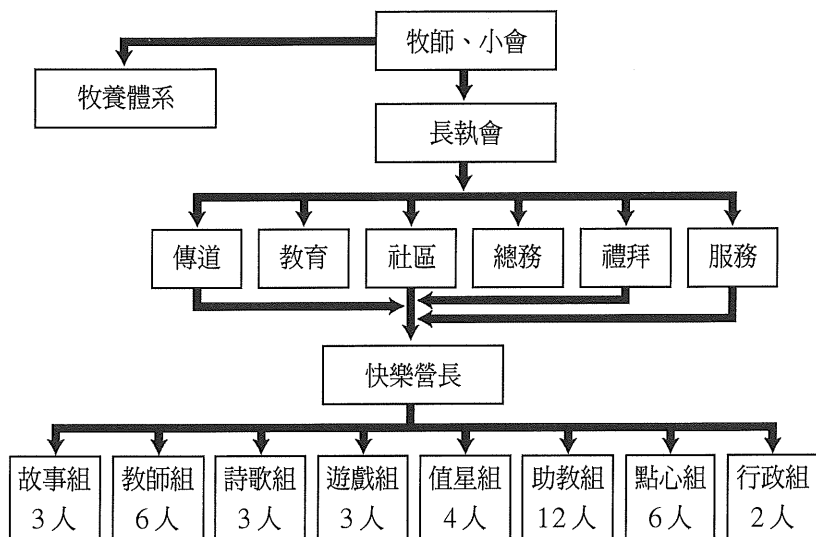 牧師、小會
牧養體系
長執會
傳道
教育
社區
總務
禮拜
服務
快樂營長
故事組
3人
教師組
6人
詩歌組
3人
遊戲組
3人
值星組
4人
助教組
12人
點心組
6人
行政組
2人